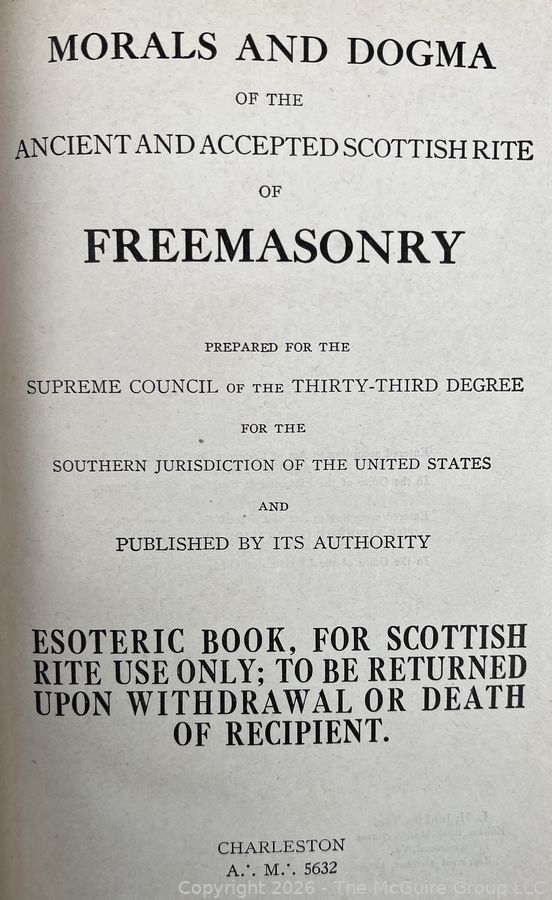 MORALS AND DOGMA
OF THE
ANCIENT AND ACCEPTED SCOTTISH RITE
OF
FREEMASONRY
PREPARED FOR THE
SUPREME COUNCIL OF THE THIRTY-THIRD DEGREE
FOR THE
SOUTHERN JURISDICTION OF THE UNITED STATES
AND
PUBLISHED BY ITS AUTHORITY
ESOTERIC BOOK, FOR SCOTTISH
RITE USE ONLY; TO BE RETURNED
UPON WITHDRAWAL OR DEATH
OF RECIPIENT.
CHARLESTON
A∴ M∴ 5632
Copyright 2026 - The McGuire Group LLC